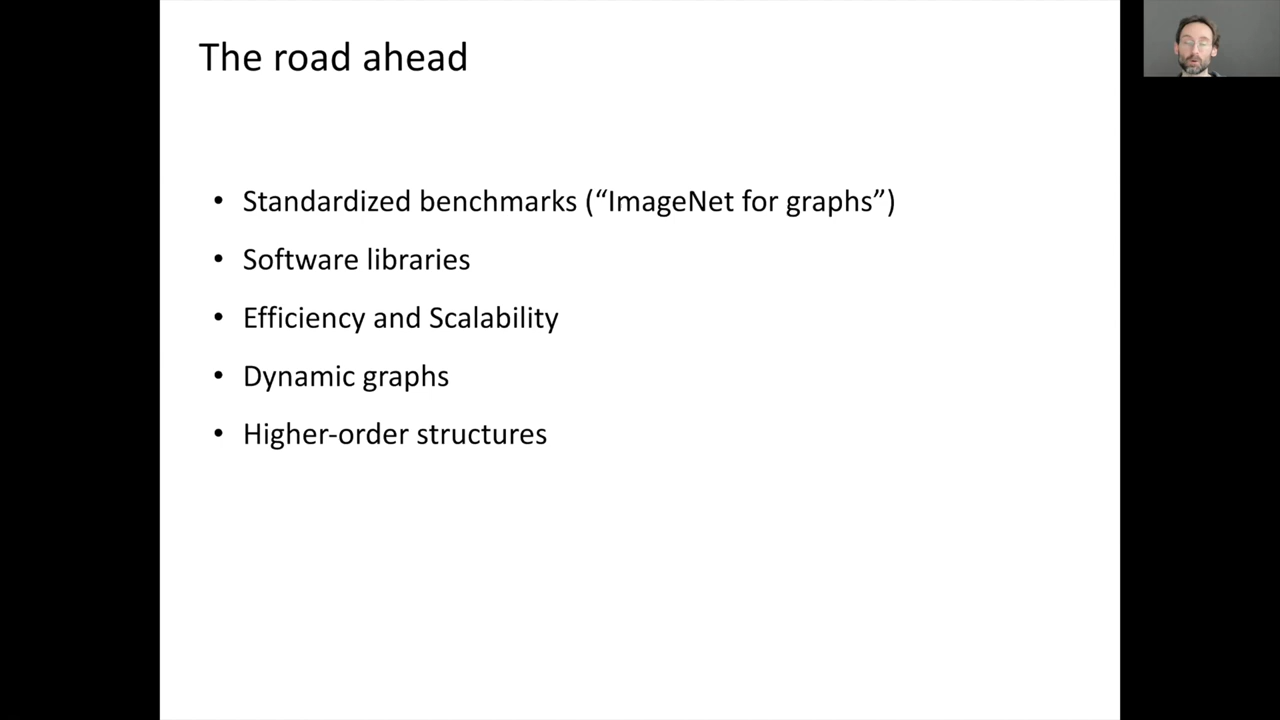 The road ahead
• Standardized benchmarks (“ImageNet for graphs”)
• Software libraries
• Efficiency and Scalability
• Dynamic graphs
• Higher-order structures